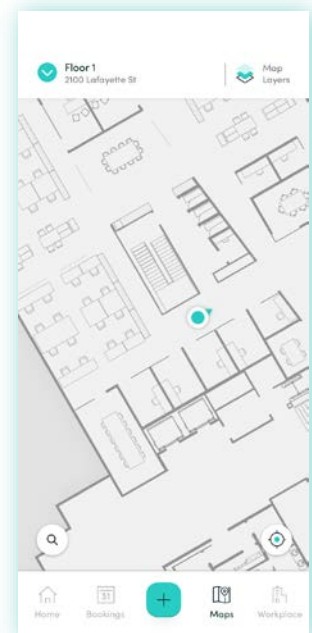 Floor 1
2100 Lafayette St
Map
Layers
31
Home
Bookings
Maps
Workplace